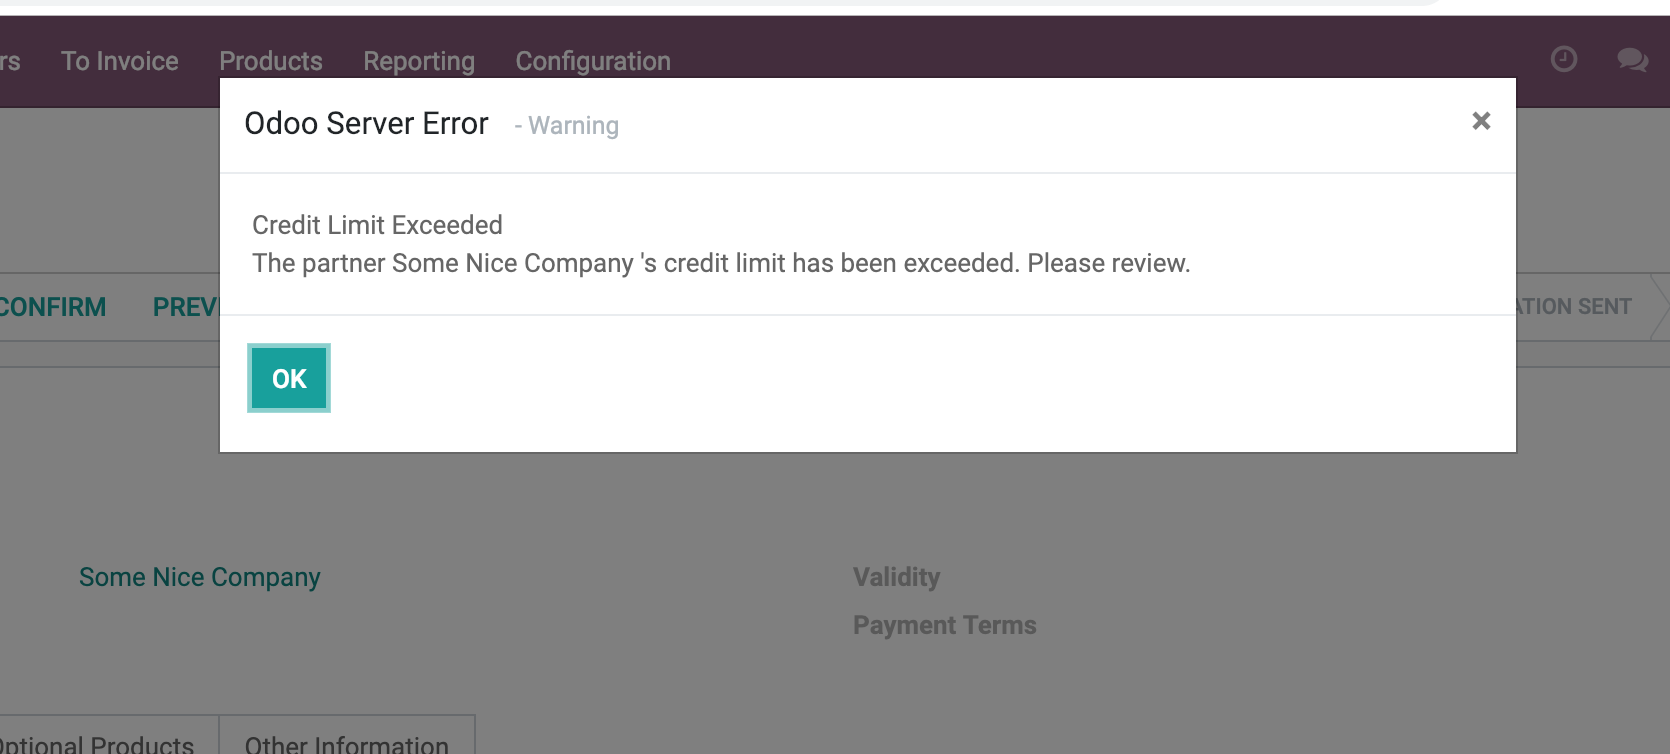 rs To Invoice Products Reporting Configuration
Odoo Server Error - Warning
×
Credit Limit Exceeded
The partner Some Nice Company 's credit limit has been exceeded. Please review.
CONFIRM PREVI ATION SENT
OK
Some Nice Company Validity
Payment Terms
Optional Products Other Information